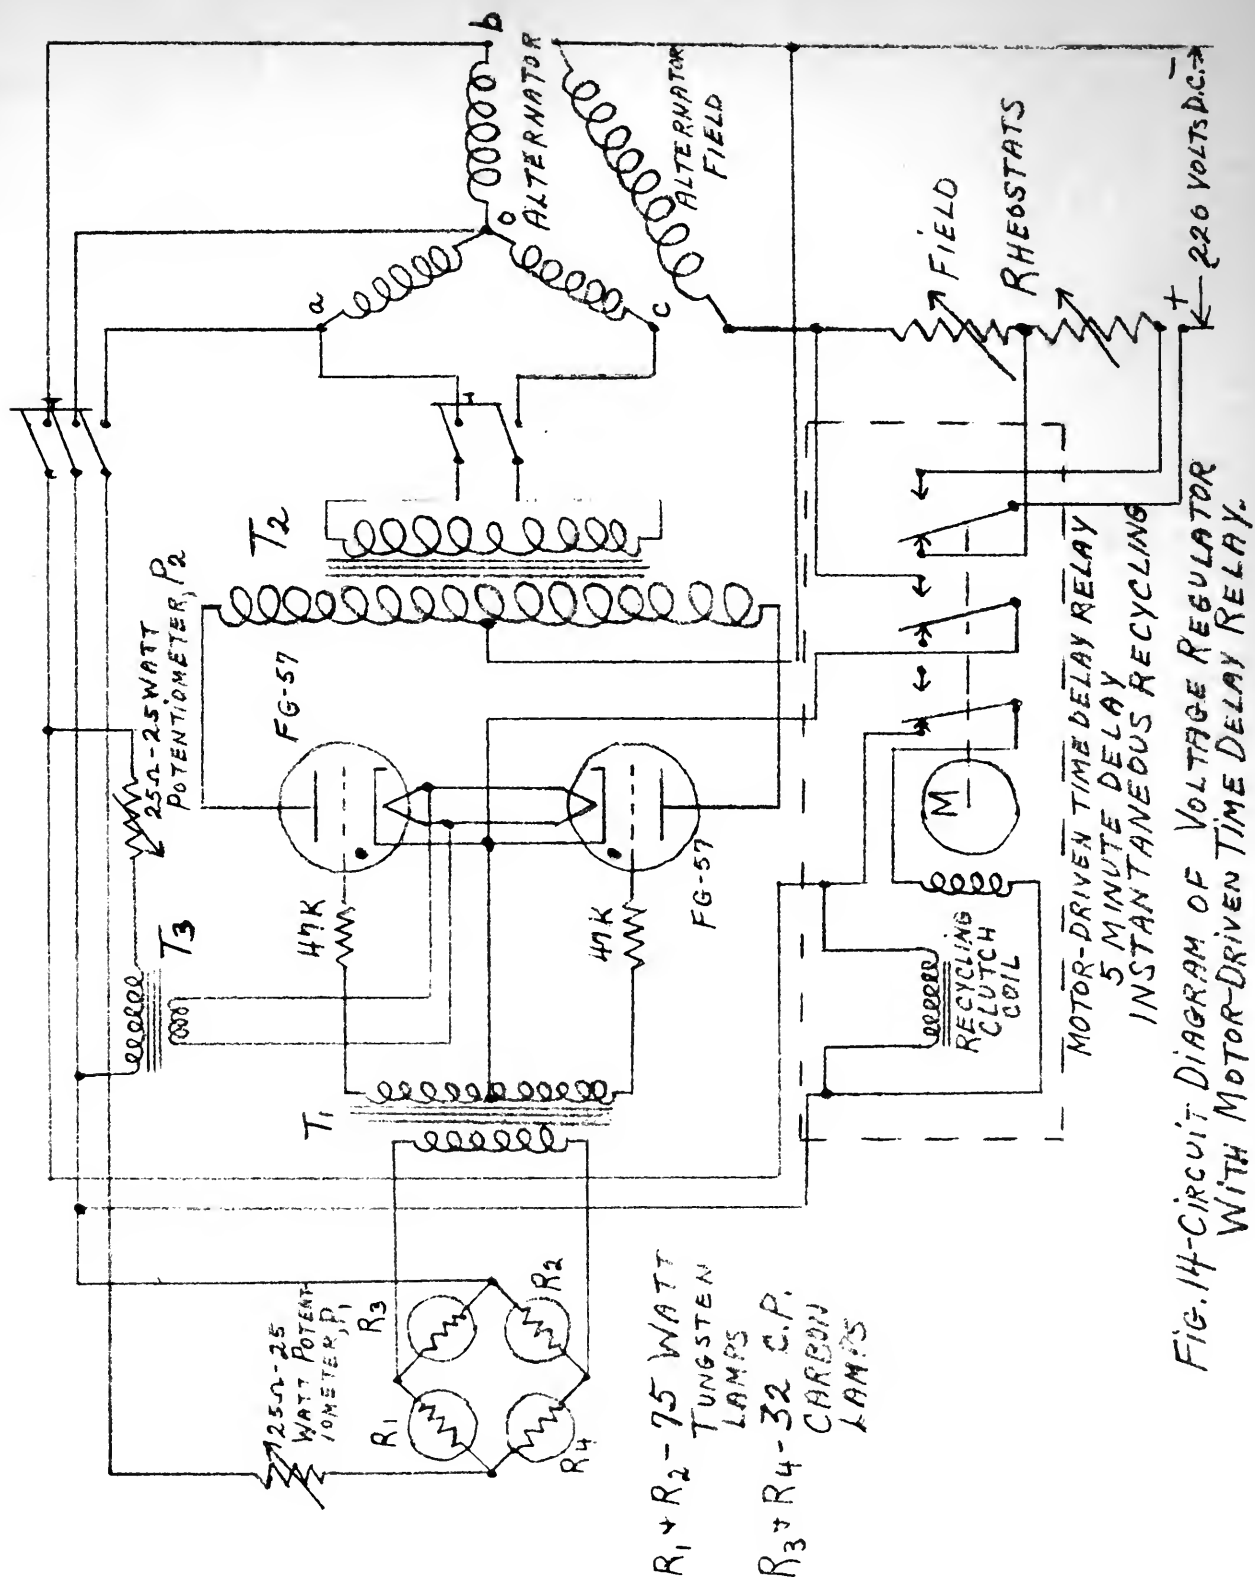 b
ALTERNATOR
o
a
c
ALTERNATOR
FIELD
T2
25Ω-25WATT
POTENTIOMETER, P2
FG-57
T3
47K
47K
FG-57
T1
25Ω-25
WATT POTENT-
IOMETER, P1
R3
R2
R1
R4
R1 + R2 - 75 WATT
TUNGSTEN
LAMPS
R3 + R4 - 32 C.P.
CARBON
LAMPS
FIELD
RHEOSTATS
+
220 VOLTS D.C.
−
M
RECYCLING
CLUTCH
COIL
MOTOR-DRIVEN TIME DELAY RELAY
5 MINUTE DELAY
INSTANTANEOUS RECYCLING
FIG. 14-CIRCUIT DIAGRAM OF VOLTAGE REGULATOR
WITH MOTOR-DRIVEN TIME DELAY RELAY.